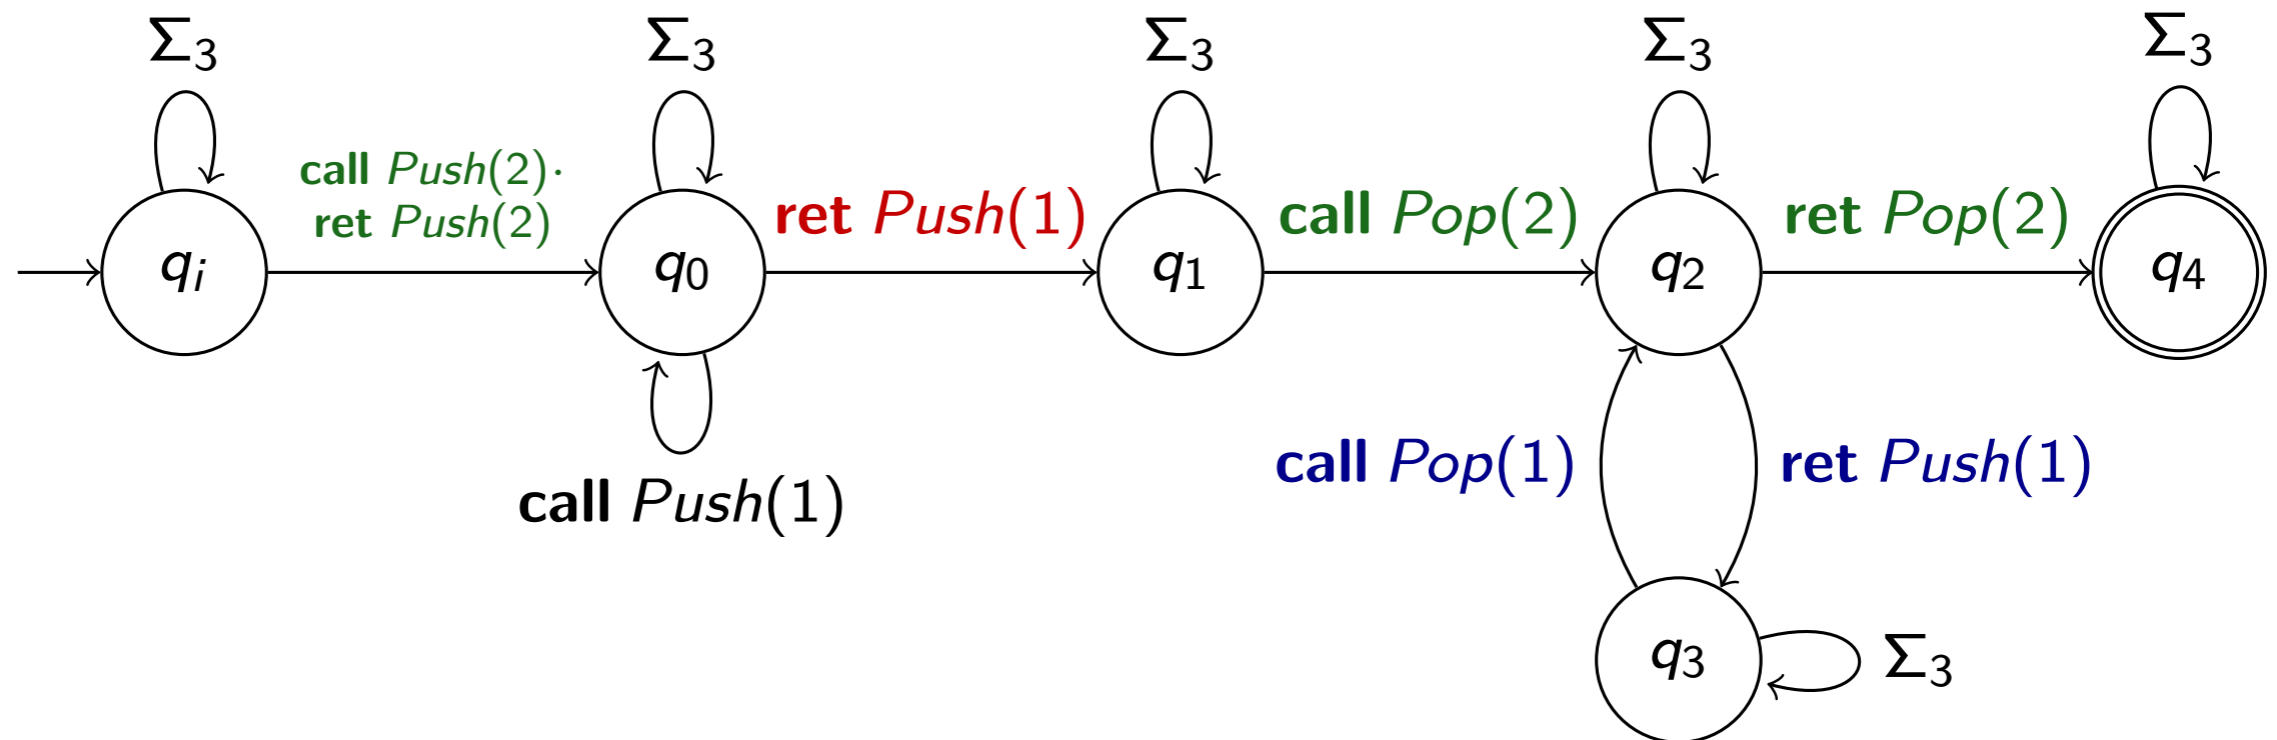 Σ₃ Σ₃ Σ₃ Σ₃ Σ₃
call Push(2)·
ret Push(2)
ret Push(1) call Pop(2) ret Pop(2)
qᵢ q₀ q₁ q₂ q₄
call Pop(1) ret Push(1)
call Push(1)
q₃ Σ₃